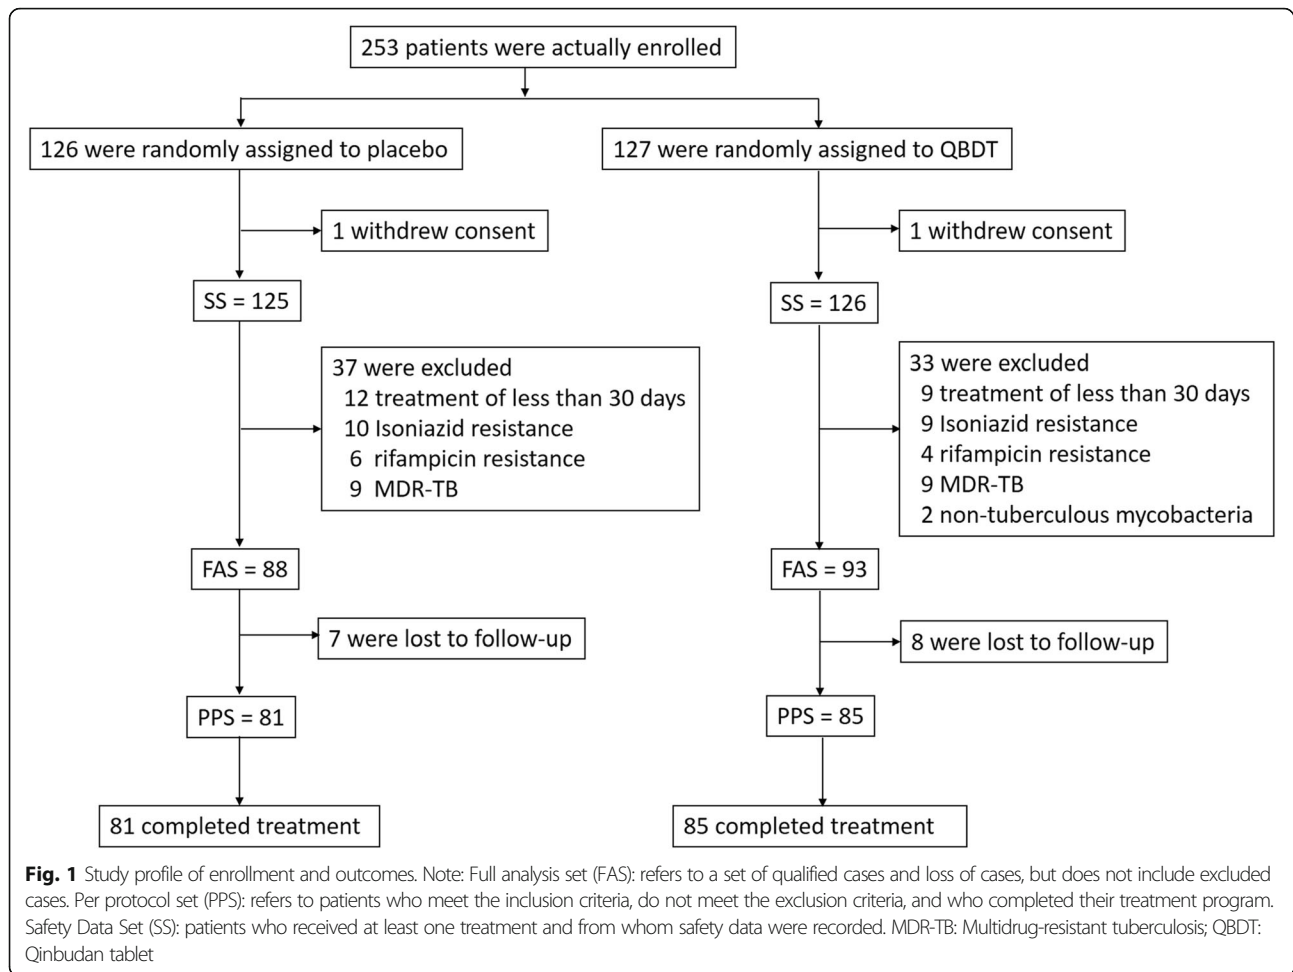 253 patients were actually enrolled
126 were randomly assigned to placebo
127 were randomly assigned to QBDT
1 withdrew consent
1 withdrew consent
SS = 125
SS = 126
37 were excluded
12 treatment of less than 30 days
10 Isoniazid resistance
6 rifampicin resistance
9 MDR-TB
33 were excluded
9 treatment of less than 30 days
9 Isoniazid resistance
4 rifampicin resistance
9 MDR-TB
2 non-tuberculous mycobacteria
FAS = 88
FAS = 93
7 were lost to follow-up
8 were lost to follow-up
PPS = 81
PPS = 85
81 completed treatment
85 completed treatment
Fig. 1 Study profile of enrollment and outcomes. Note: Full analysis set (FAS): refers to a set of qualified cases and loss of cases, but does not include excluded
cases. Per protocol set (PPS): refers to patients who meet the inclusion criteria, do not meet the exclusion criteria, and who completed their treatment program.
Safety Data Set (SS): patients who received at least one treatment and from whom safety data were recorded. MDR-TB: Multidrug-resistant tuberculosis; QBDT:
Qinbudan tablet